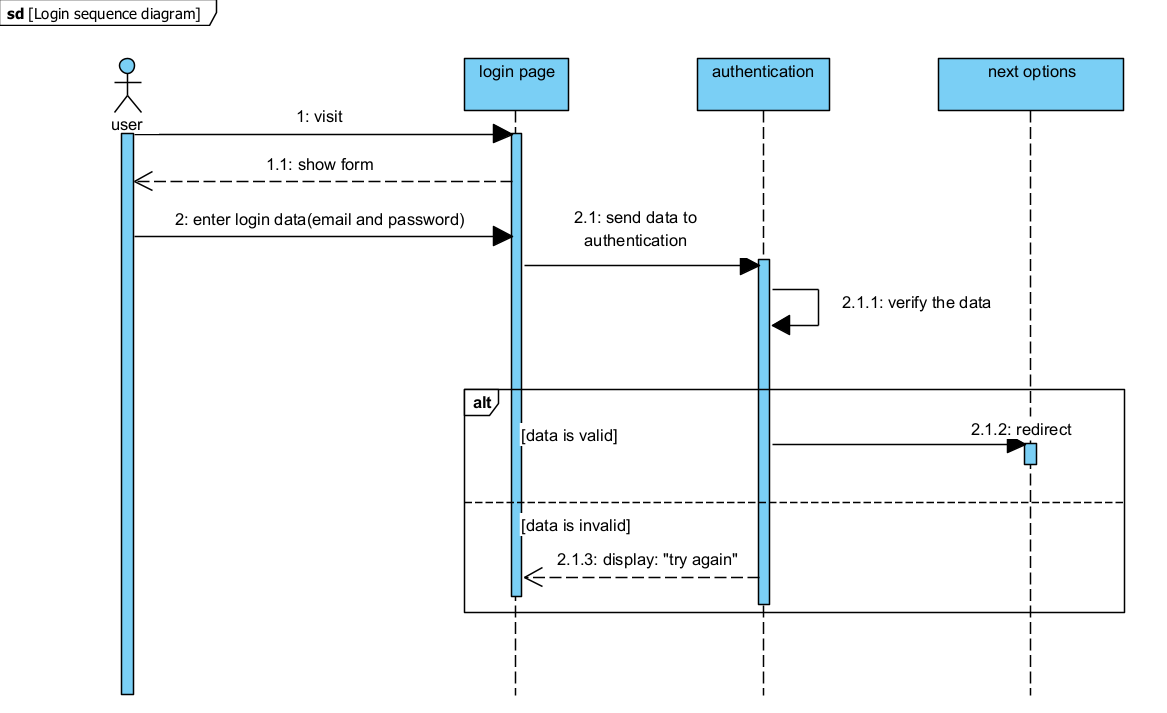 sd [Login sequence diagram]
login page
authentication
next options
user
1: visit
1.1: show form
2: enter login data(email and password)
2.1: send data to
authentication
2.1.1: verify the data
alt
[data is valid]
2.1.2: redirect
[data is invalid]
2.1.3: display: "try again"